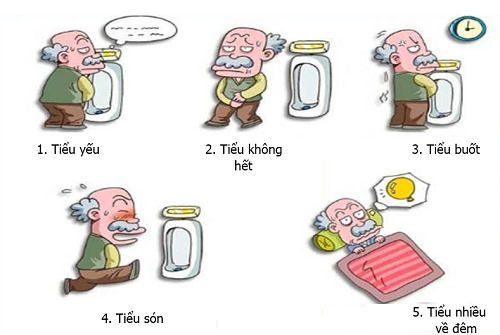 1. Tiểu yếu
2. Tiểu không
hết
3. Tiểu buốt
4. Tiểu són
5. Tiểu nhiều
về đêm